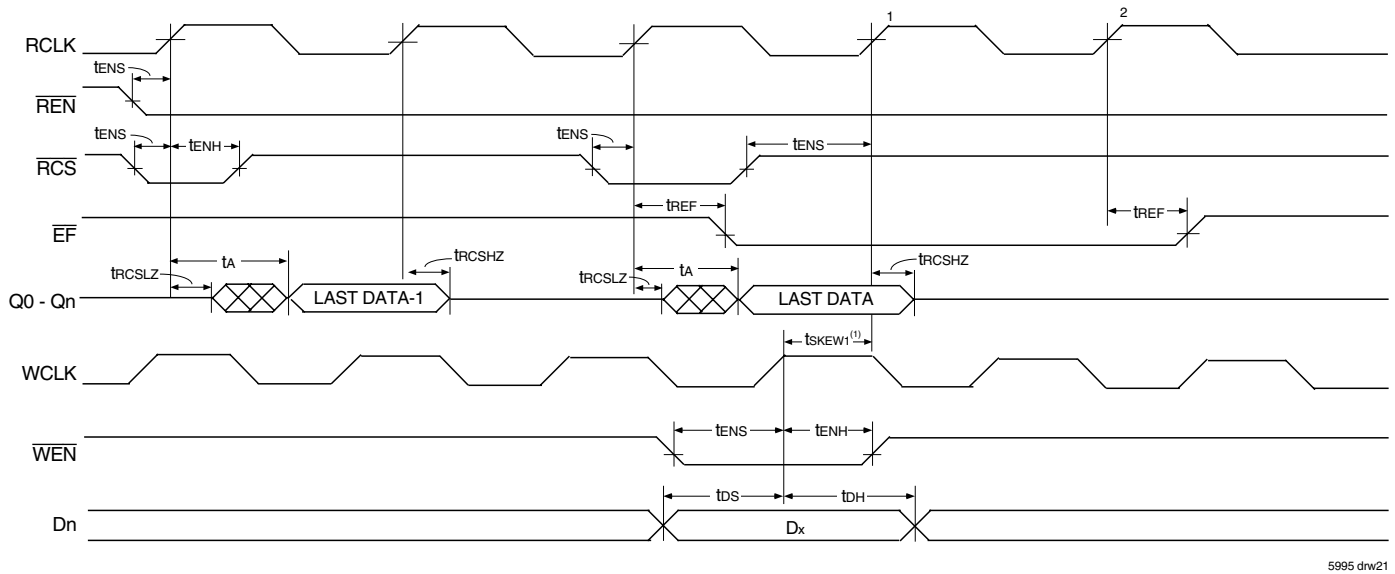 1 2
RCLK
tENS
REN
tENS tENH tENS tENS
RCS
tREF tREF
EF
tA tRCSHZ tA tRCSHZ
tRCSLZ tRCSLZ
Q0 - Qn LAST DATA-1 LAST DATA
tSKEW1(1)
WCLK
tENS tENH
WEN
tDS tDH
Dn Dx
5995 drw21